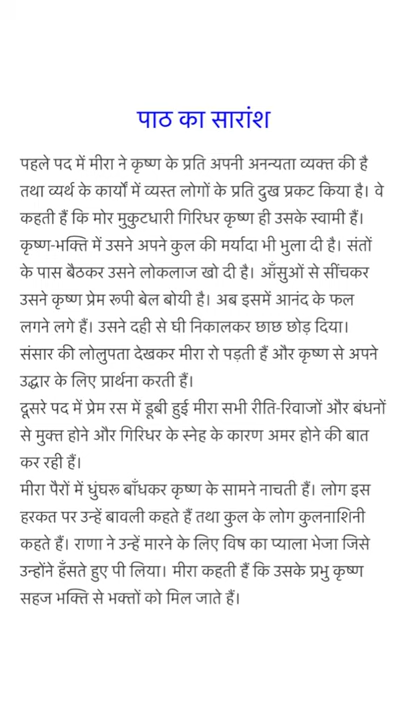 पाठ का सारांश
पहले पद में मीरा ने कृष्ण के प्रति अपनी अनन्यता व्यक्त की है
तथा व्यर्थ के कार्यों में व्यस्त लोगों के प्रति दुख प्रकट किया है। वे
कहती हैं कि मोर मुकुटधारी गिरिधर कृष्ण ही उसके स्वामी हैं।
कृष्ण-भक्ति में उसने अपने कुल की मर्यादा भी भुला दी है। संतों
के पास बैठकर उसने लोकलाज खो दी है। आँसुओं से सींचकर
उसने कृष्ण प्रेम रूपी बेल बोयी है। अब इसमें आनंद के फल
लगने लगे हैं। उसने दही से घी निकालकर छाछ छोड़ दिया।
संसार की लोलुपता देखकर मीरा रो पड़ती हैं और कृष्ण से अपने
उद्धार के लिए प्रार्थना करती हैं।
दूसरे पद में प्रेम रस में डूबी हुई मीरा सभी रीति-रिवाजों और बंधनों
से मुक्त होने और गिरिधर के स्नेह के कारण अमर होने की बात
कर रही हैं।
मीरा पैरों में धुंघरू बाँधकर कृष्ण के सामने नाचती हैं। लोग इस
हरकत पर उन्हें बावली कहते हैं तथा कुल के लोग कुलनाशिनी
कहते हैं। राणा ने उन्हें मारने के लिए विष का प्याला भेजा जिसे
उन्होंने हँसते हुए पी लिया। मीरा कहती हैं कि उसके प्रभु कृष्ण
सहज भक्ति से भक्तों को मिल जाते हैं।